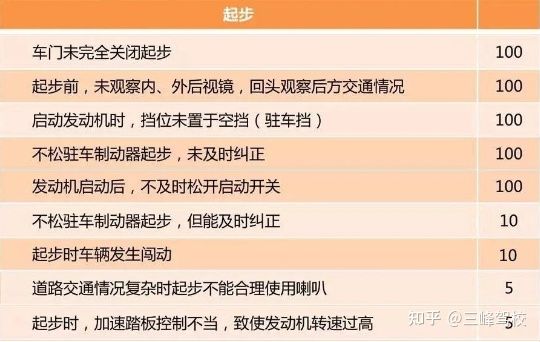 起步
车门未完全关闭起步 100
起步前，未观察内、外后视镜，回头观察后方交通情况 100
启动发动机时，挡位未置于空挡（驻车挡） 100
不松驻车制动器起步，未及时纠正 100
发动机启动后，不及时松开启动开关 100
不松驻车制动器起步，但能及时纠正 10
起步时车辆发生闯动 10
道路交通情况复杂时起步不能合理使用喇叭 5
起步时，加速踏板控制不当，致使发动机转速过高 5
知乎 @三峰驾校